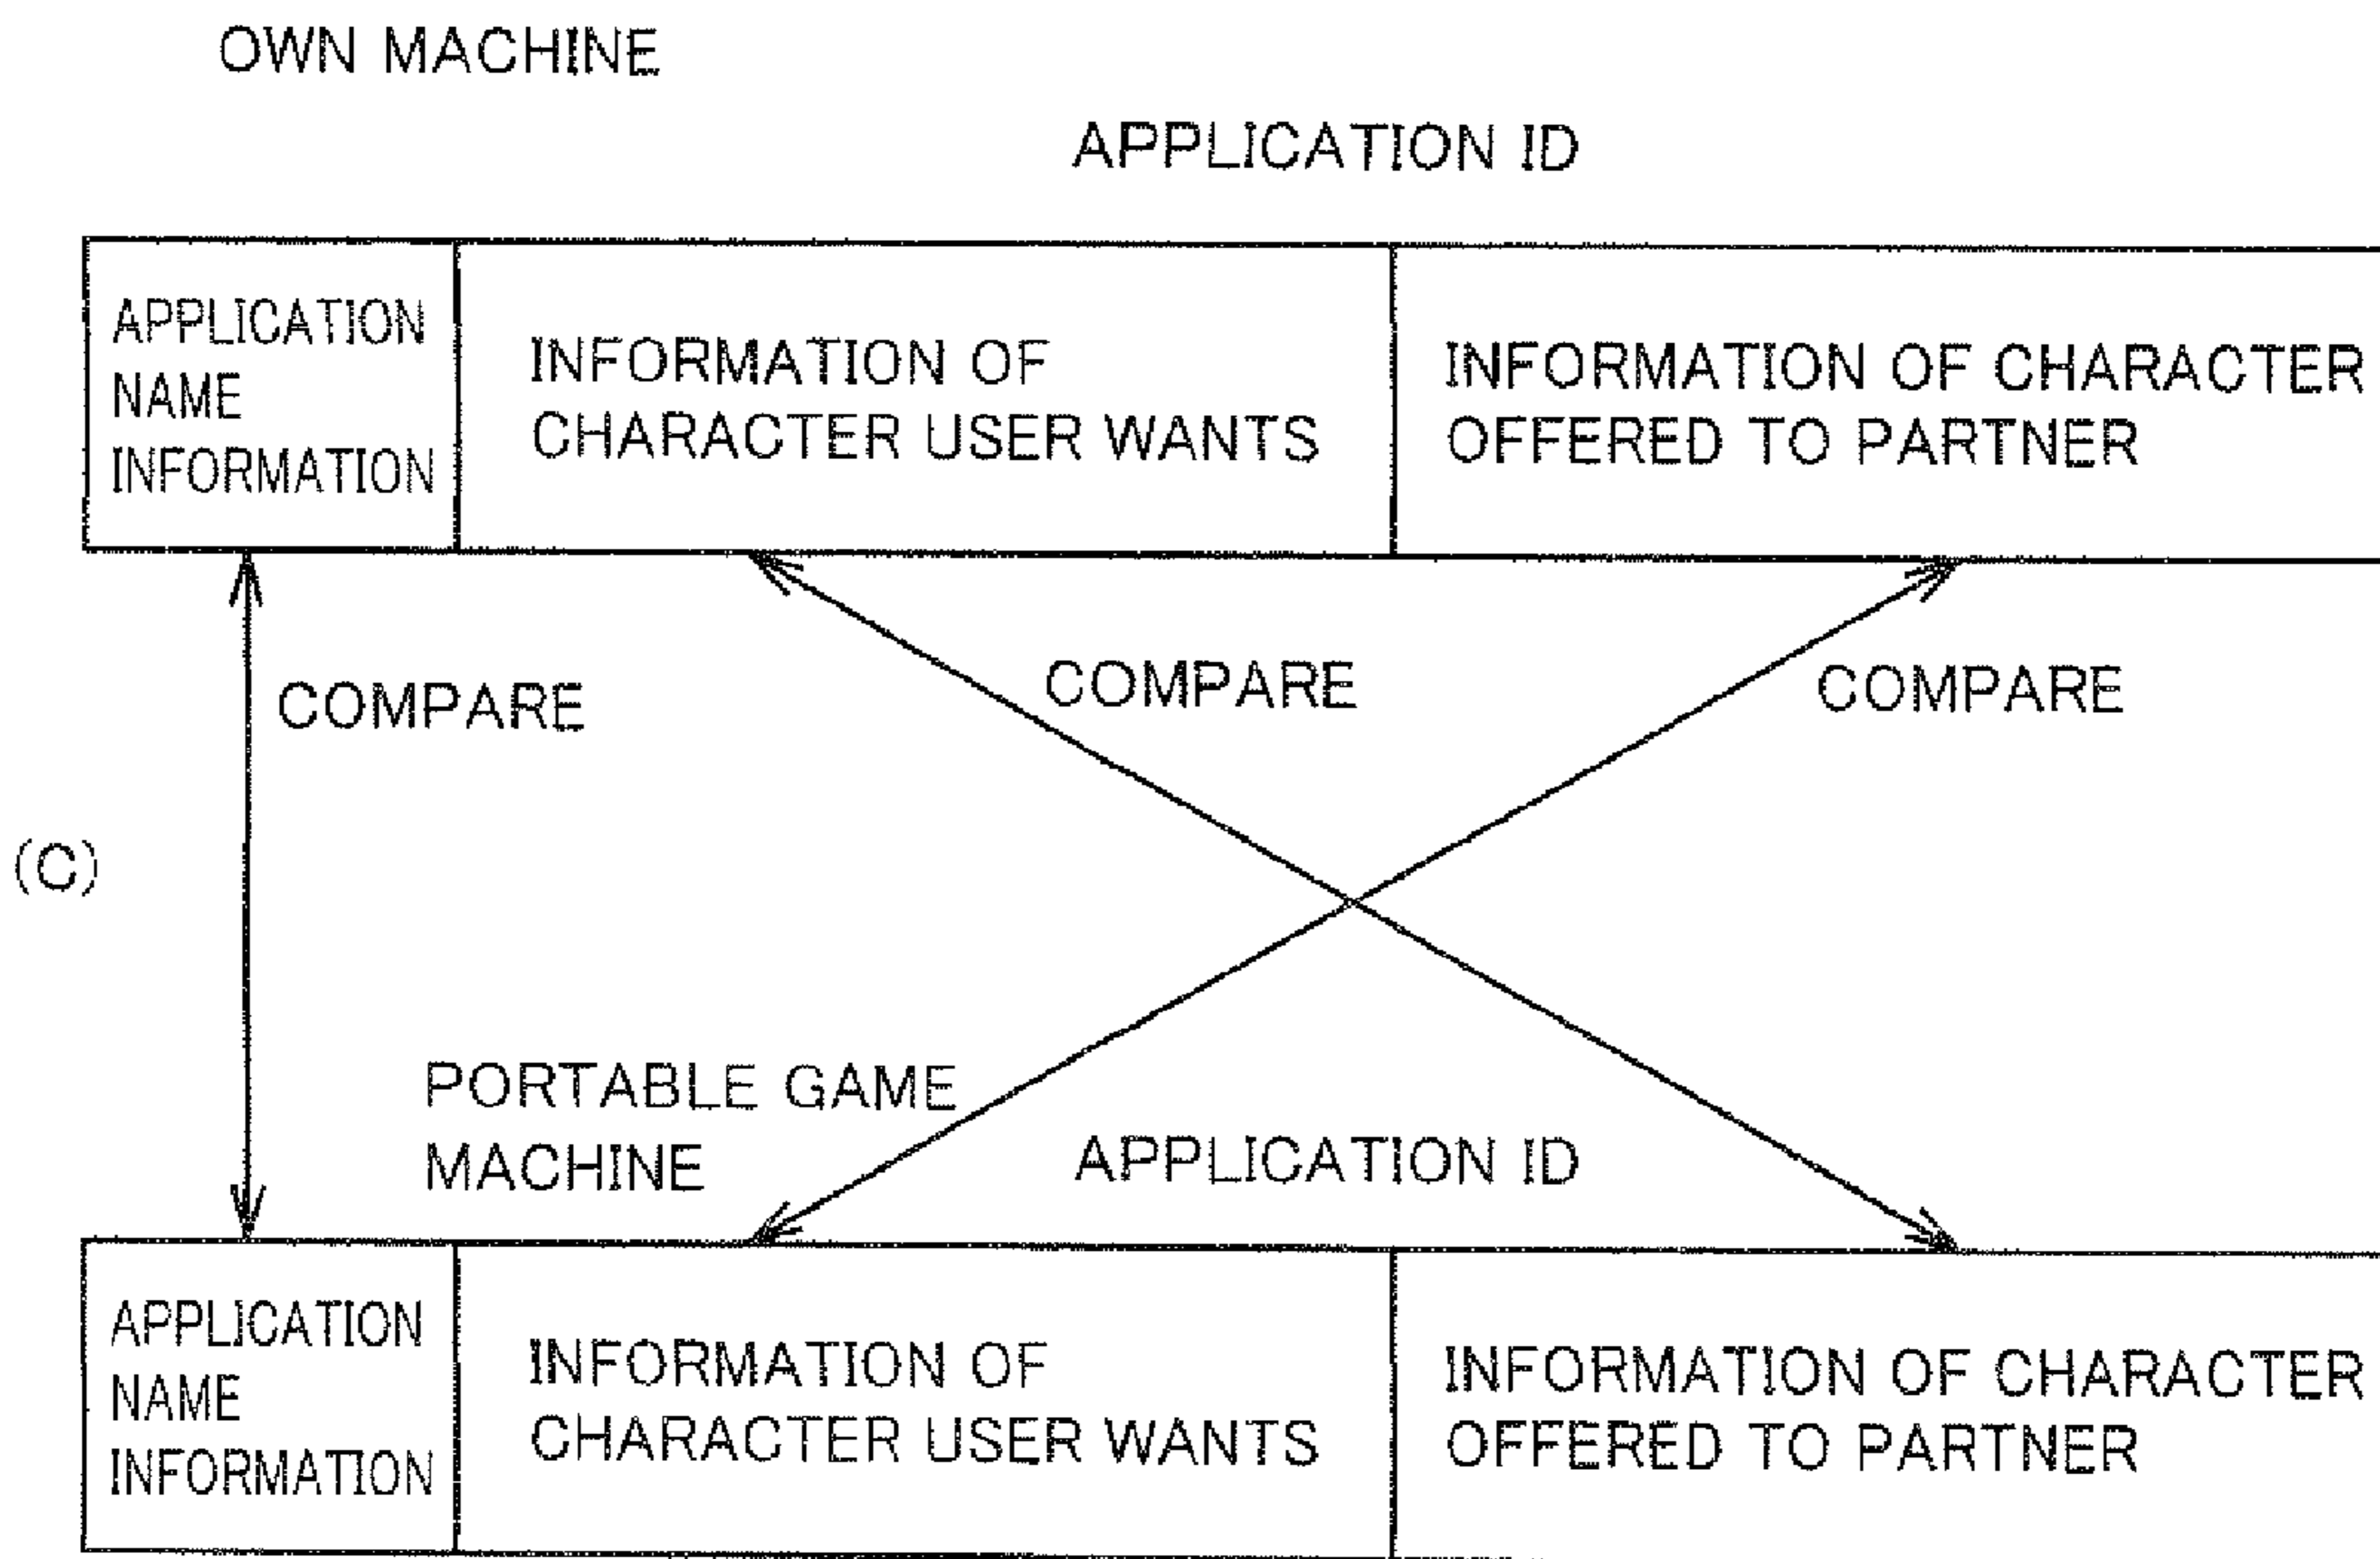 OWN MACHINE
APPLICATION ID
APPLICATION
NAME
INFORMATION
INFORMATION OF
CHARACTER USER WANTS
INFORMATION OF CHARACTER
OFFERED TO PARTNER
COMPARE
COMPARE
COMPARE
(C)
PORTABLE GAME
MACHINE
APPLICATION ID
APPLICATION
NAME
INFORMATION
INFORMATION OF
CHARACTER USER WANTS
INFORMATION OF CHARACTER
OFFERED TO PARTNER